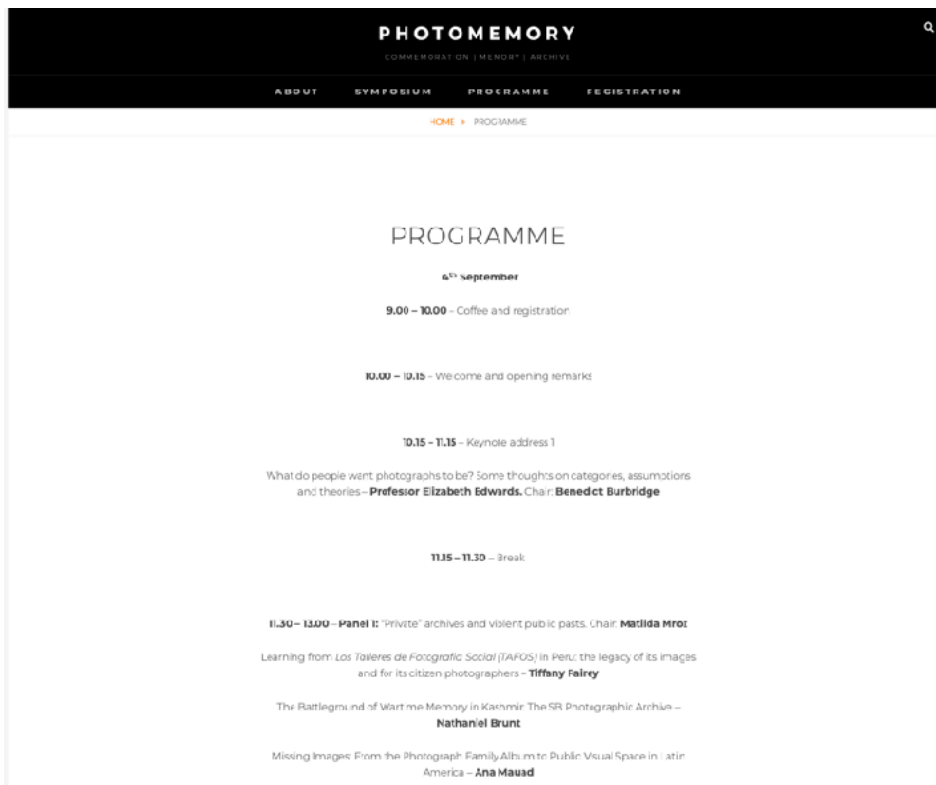 PHOTOMEMORY
COMMEMORATION | MEMORY | ARCHIVE
ABOUT SYMPOSIUM PROGRAMME REGISTRATION
HOME » PROGRAMME
PROGRAMME
4th September
9.00 – 10.00 – Coffee and registration
10.00 – 10.15 – Welcome and opening remarks
10.15 – 11.15 – Keynote address 1
What do people want photographs to be? Some thoughts on categories, assumptions
and theories – Professor Elizabeth Edwards. Chair: Benedict Burbridge
11.15 – 11.30 – Break
11.30 – 13.00 – Panel 1: "Private" archives and violent public pasts. Chair: Matilda Mroz
Learning from Los Talleres de Fotografia Social (TAFOS) in Peru: the legacy of its images
and for its citizen photographers – Tiffany Fairey
The Battleground of Wartime Memory in Kashmir: The SB Photographic Archive –
Nathaniel Brunt
Missing Images: From the Photograph Family Album to Public Visual Space in Latin
America – Ana Mauad